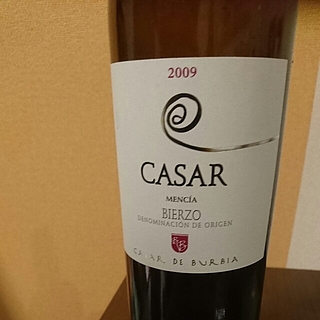 2009
CASAR
MENCÍA
BIERZO
DENOMINACIÓN DE ORIGEN
CASAR DE BURBIA